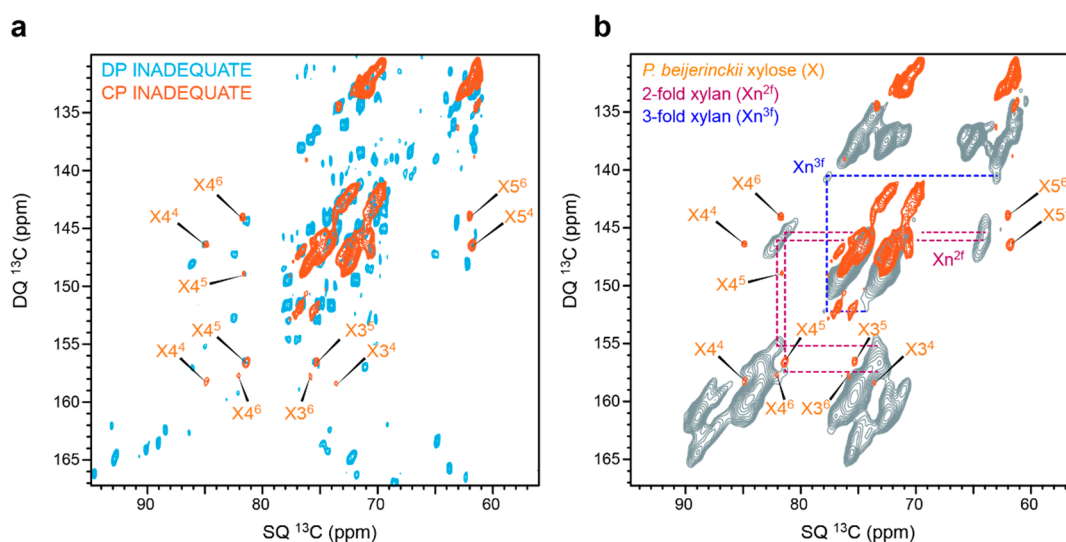 a
DP INADEQUATE
CP INADEQUATE
X4⁶
X4⁴
X4⁵
X4⁵
X4⁴
X4⁶
X3⁶
X3⁵
X3⁴
X5⁶
X5⁴
135
140
145
150
155
160
165
DQ ¹³C (ppm)
90
80
70
60
SQ ¹³C (ppm)
b
P. beijerinckii xylose (X)
2-fold xylan (Xn²ᶠ)
3-fold xylan (Xn³ᶠ)
Xn³ᶠ
X4⁶
X4⁴
X4⁵
X5⁶
X5
Xn²ᶠ
X4⁵
X3⁵
X4⁴
X3⁴
X4⁶
X3⁶
135
140
145
150
155
160
165
DQ ¹³C (ppm)
90
80
70
60
SQ ¹³C (ppm)